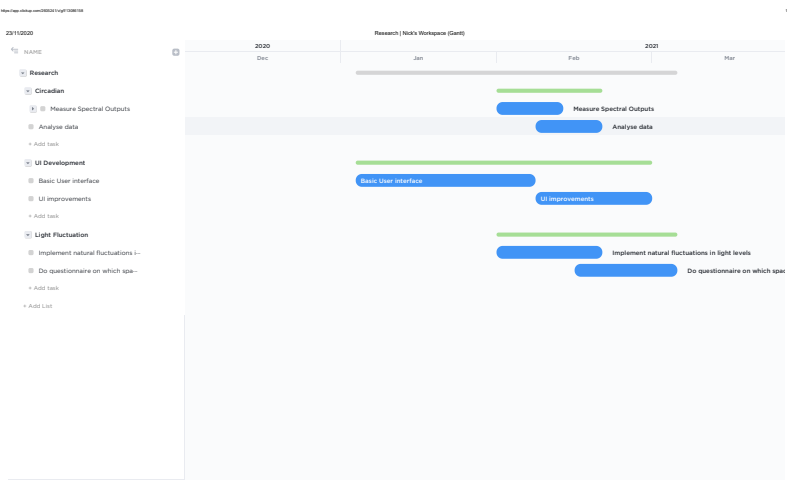 23/11/2020
Research | Nick's Workspace (Gantt)
NAME
2020
2021
Dec
Jan
Feb
Mar
Research
Circadian
Measure Spectral Outputs
Measure Spectral Outputs
Analyse data
Analyse data
+ Add task
UI Development
Basic User interface
Basic User interface
UI improvements
UI improvements
+ Add task
Light Fluctuation
Implement natural fluctuations i--
Implement natural fluctuations in light levels
Do questionnaire on which spa--
Do questionnaire on which spac
+ Add task
+ Add List